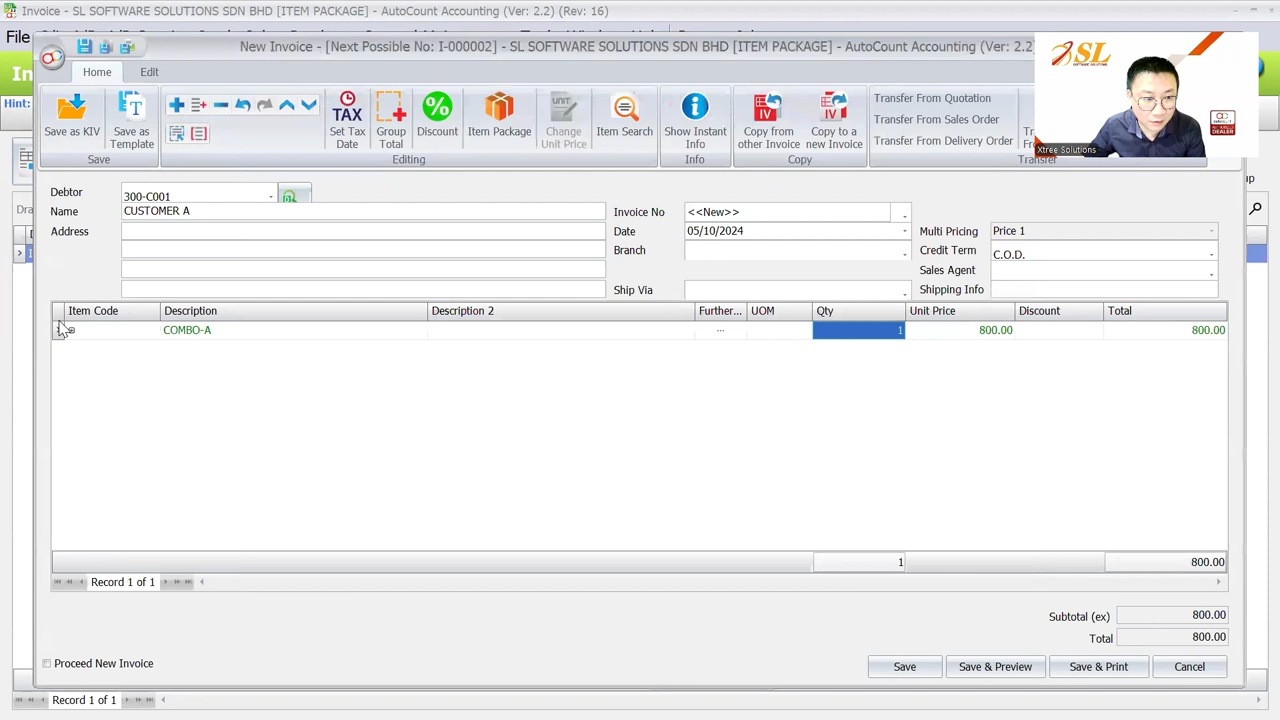 Invoice - SL SOFTWARE SOLUTIONS SDN BHD [ITEM PACKAGE] - AutoCount Accounting (Ver: 2.2) (Rev: 16)
File
New Invoice - [Next Possible No: I-000002] - SL SOFTWARE SOLUTIONS SDN BHD [ITEM PACKAGE] - AutoCount Accounting (Ver: 2.2)
In
Home Edit
Hint:
SL
SOFTWARE SOLUTIONS
DEALER
Xtree Solutions
Save as KIV
Save as Template
Set Tax Date
Group Total
Discount
Item Package
Change Unit Price
Item Search
Show Instant Info
Copy from other Invoice
Copy to a new Invoice
Transfer From Quotation
Transfer From Sales Order
Transfer From Delivery Order
Save Editing Info Copy Transfer
TAX
UNIT PRICE
Debtor 300-C001
Name CUSTOMER A
Address
Invoice No <<New>>
Date 05/10/2024
Branch
Ship Via
Multi Pricing Price 1
Credit Term C.O.D.
Sales Agent
Shipping Info
Item Code Description Description 2 Further... UOM Qty Unit Price Discount Total
COMBO-A ... 1 800.00 800.00
1 800.00
Record 1 of 1
Subtotal (ex) 800.00
Total 800.00
Proceed New Invoice
Save Save & Preview Save & Print Cancel
Record 1 of 1